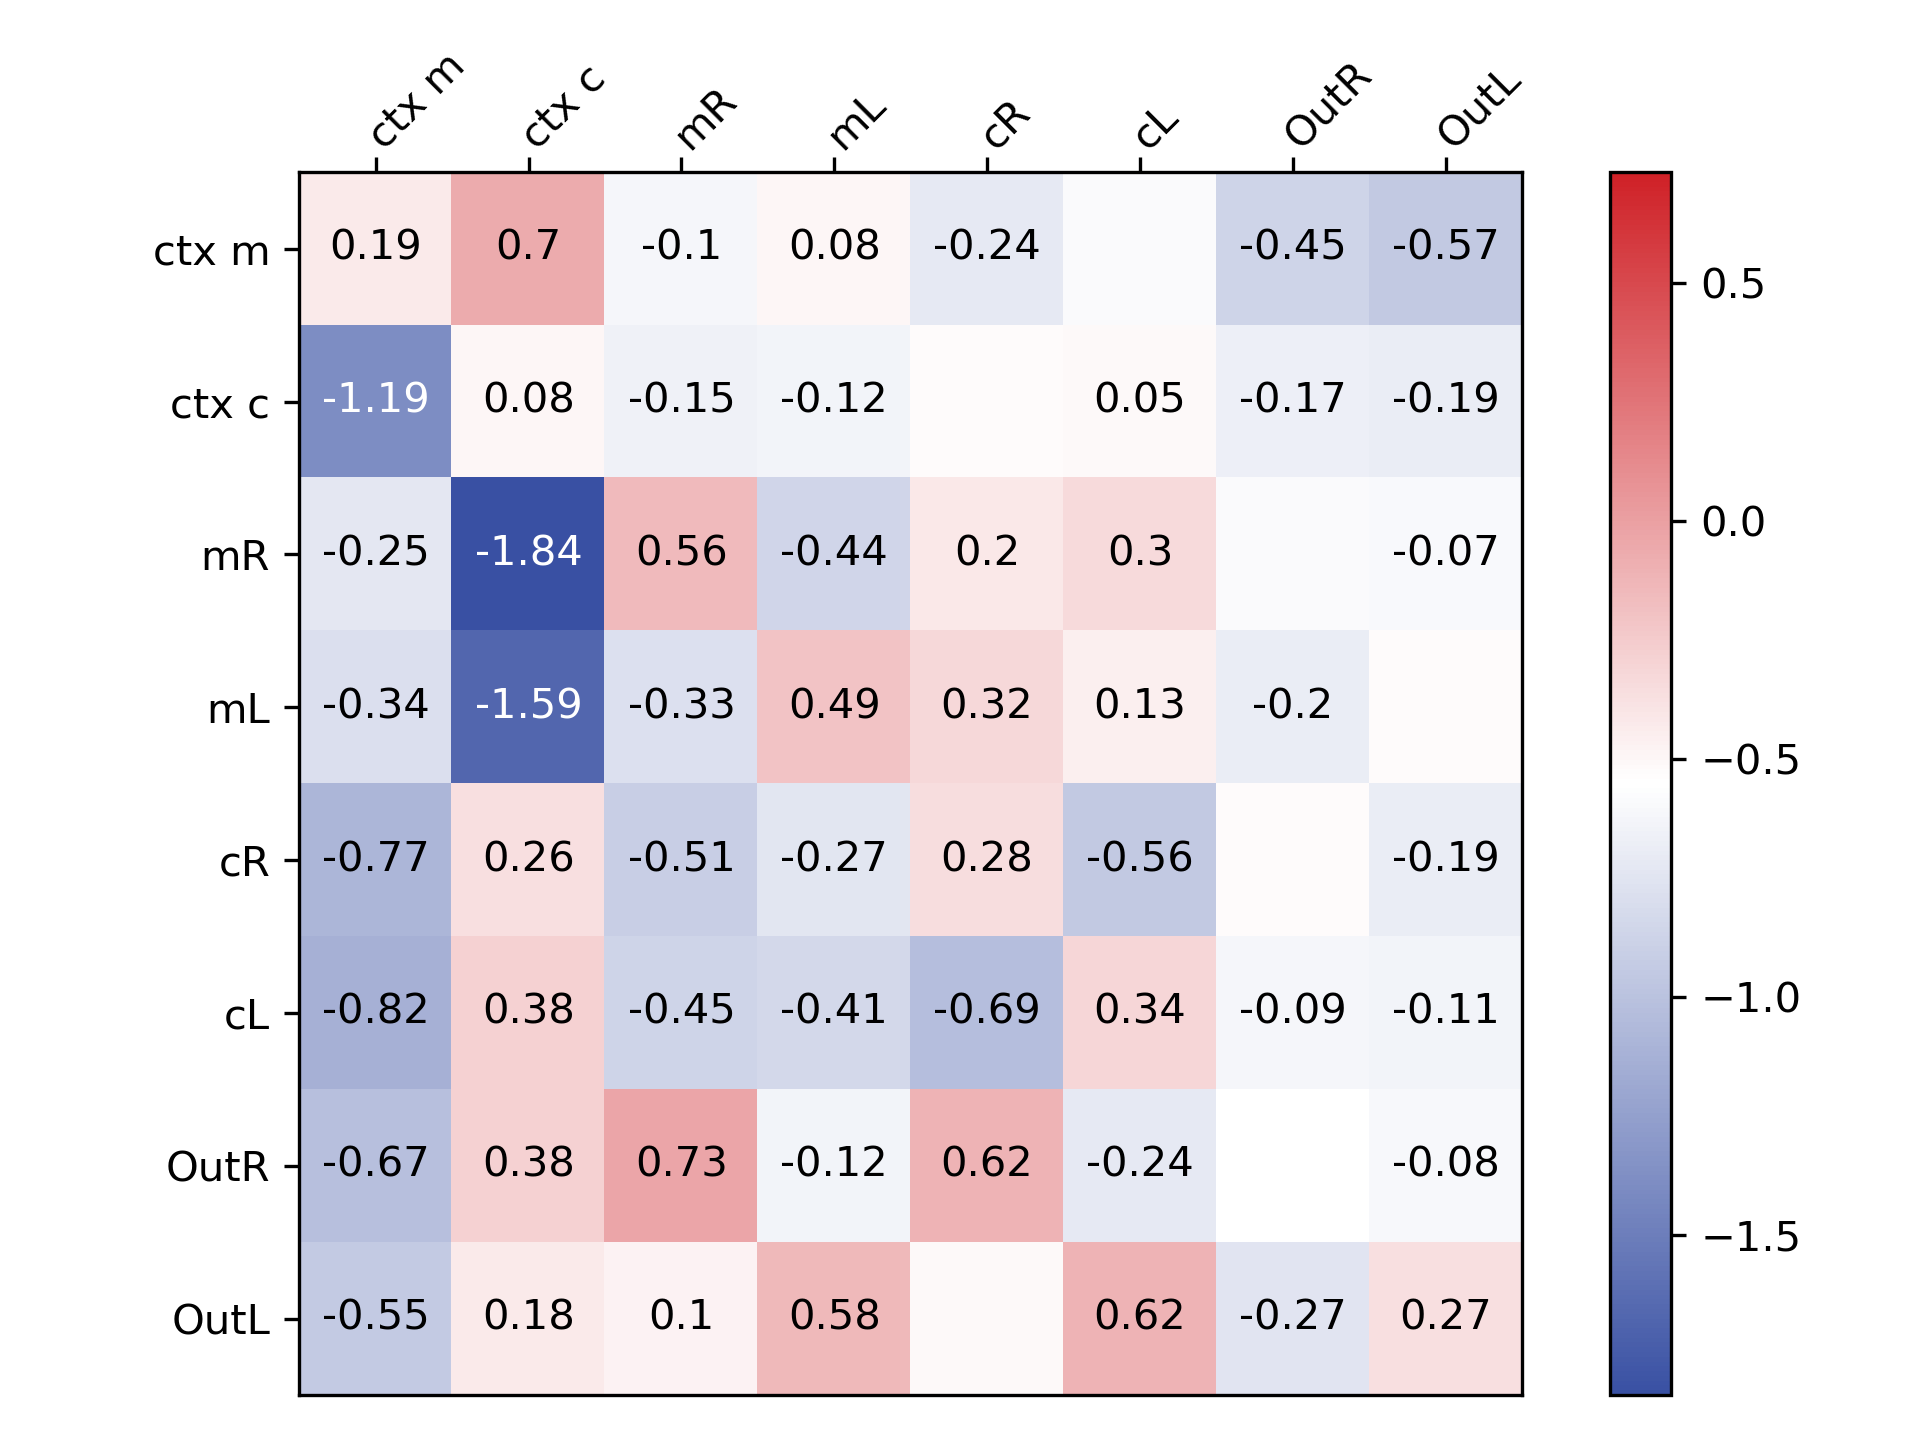 ctx m ctx c mR mL cR cL OutR OutL
ctx m 0.19 0.7 -0.1 0.08 -0.24 -0.45 -0.57
ctx c -1.19 0.08 -0.15 -0.12 0.05 -0.17 -0.19
mR -0.25 -1.84 0.56 -0.44 0.2 0.3 -0.07
mL -0.34 -1.59 -0.33 0.49 0.32 0.13 -0.2
cR -0.77 0.26 -0.51 -0.27 0.28 -0.56 -0.19
cL -0.82 0.38 -0.45 -0.41 -0.69 0.34 -0.09 -0.11
OutR -0.67 0.38 0.73 -0.12 0.62 -0.24 -0.08
OutL -0.55 0.18 0.1 0.58 0.62 -0.27 0.27
0.5
0.0
−0.5
−1.0
−1.5